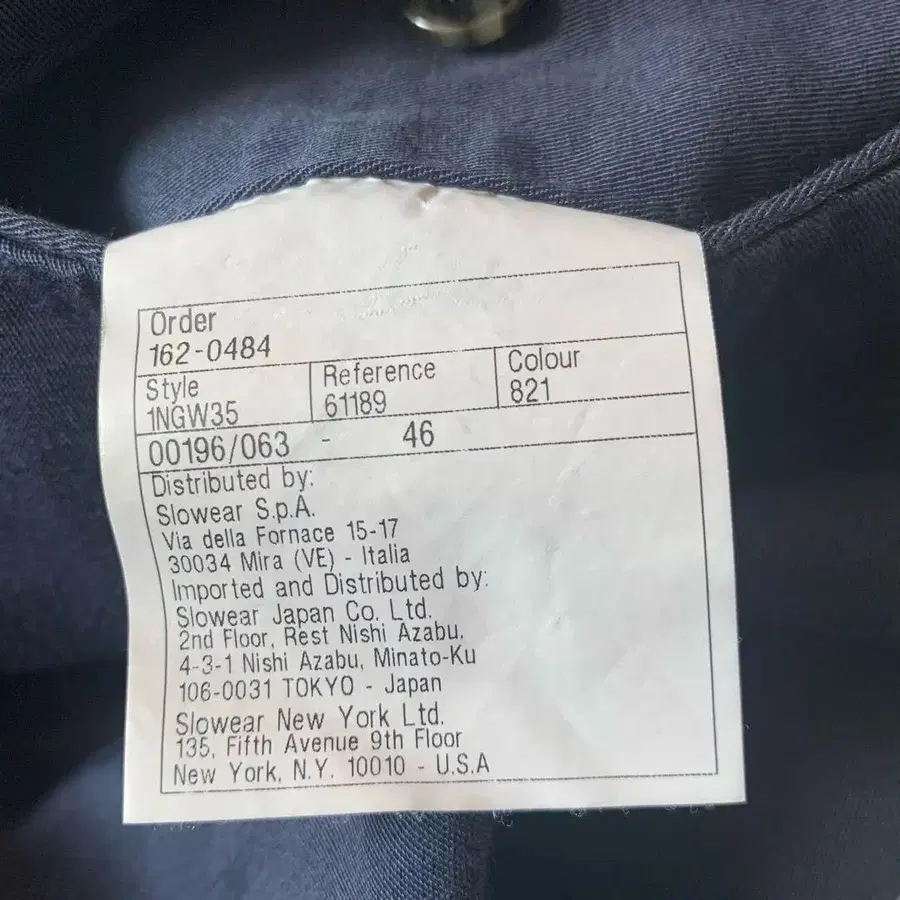 Order
162-0484
Style Reference Colour
1NGW35 61189 821
00196/063 - 46
Distributed by:
Slowear S.p.A.
Via della Fornace 15-17
30034 Mira (VE) - Italia
Imported and Distributed by:
Slowear Japan Co. Ltd.
2nd Floor, Rest Nishi Azabu.
4-3-1 Nishi Azabu, Minato-Ku
106-0031 TOKYO - Japan
Slowear New York Ltd.
135, Fifth Avenue 9th Floor
New York, N.Y. 10010 - U.S.A